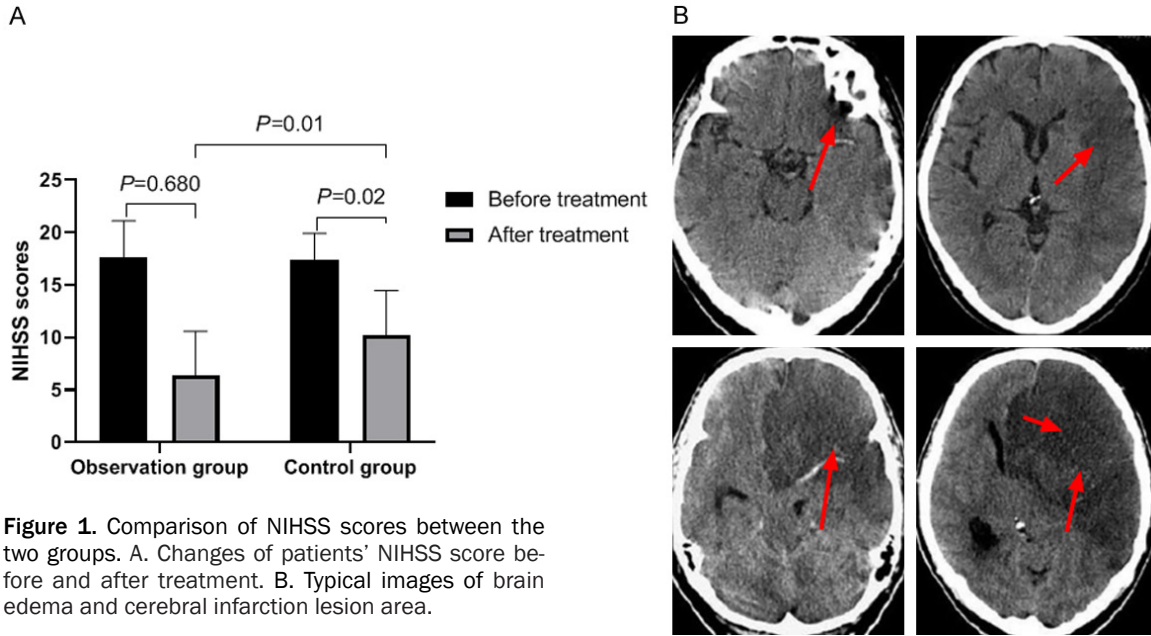 A
B
P=0.01
P=0.680
P=0.02
Before treatment
After treatment
NIHSS scores
25
20
15
10
5
0
Observation group
Control group
Figure 1. Comparison of NIHSS scores between the
two groups. A. Changes of patients' NIHSS score be-
fore and after treatment. B. Typical images of brain
edema and cerebral infarction lesion area.